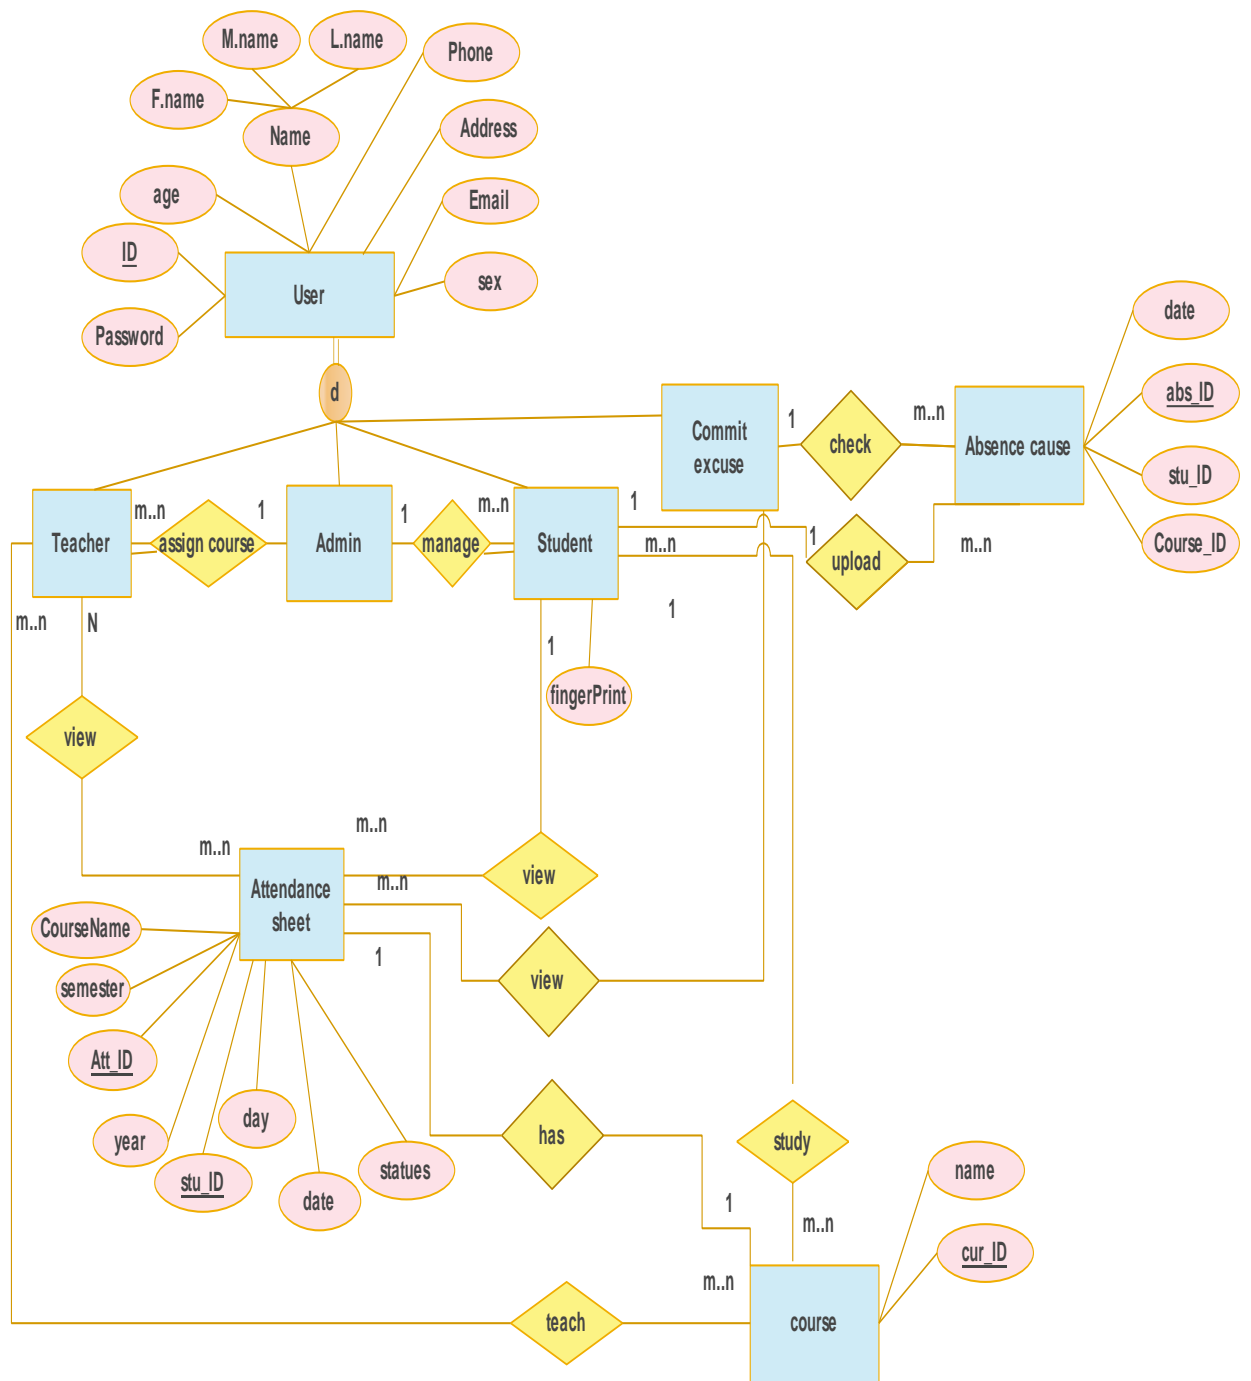 M.name
L.name
Phone
F.name
Name
Address
age
Email
ID
sex
User
Password
date
d
abs_ID
Commit
excuse
1
check
m..n
Absence cause
stu_ID
Teacher
m..n
assign course
1
Admin
1
manage
m..n
Student
1
m..n
1
upload
m..n
Course_ID
m..n
N
1
1
fingerPrint
view
m..n
m..n
Attendance
sheet
m..n
view
CourseName
1
view
semester
Att_ID
day
year
has
study
stu_ID
statues
date
name
1
m..n
cur_ID
m..n
teach
course